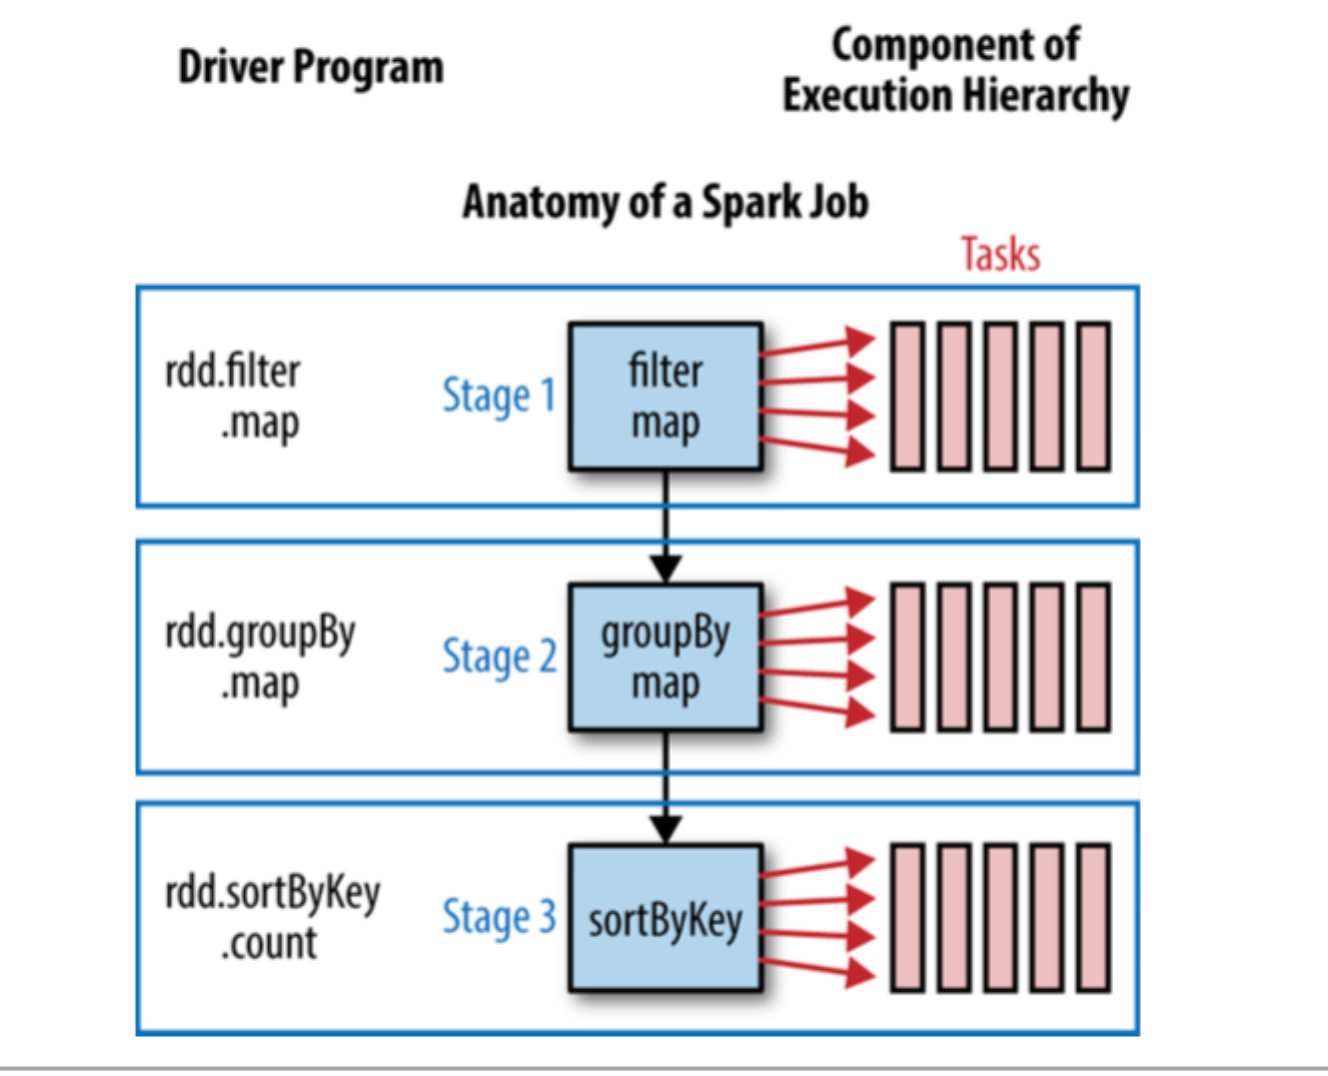 Driver Program
Component of
Execution Hierarchy
Anatomy of a Spark Job
Tasks
rdd.filter
.map
Stage 1
filter
map
rdd.groupBy
.map
Stage 2
groupBy
map
rdd.sortByKey
.count
Stage 3
sortByKey